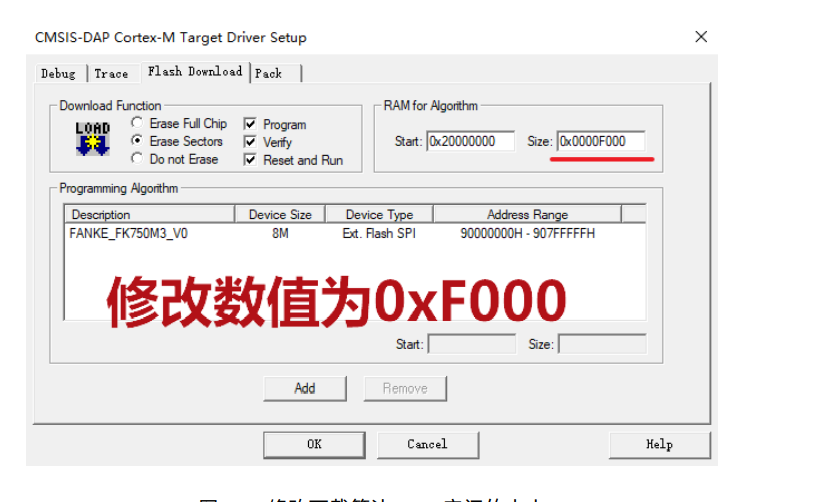 CMSIS-DAP Cortex-M Target Driver Setup
Debug Trace Flash Download Pack
Download Function
LOAD
Erase Full Chip Program
Erase Sectors Verify
Do not Erase Reset and Run
RAM for Algorithm
Start: 0x20000000 Size: 0x0000F000
Programming Algorithm
Description Device Size Device Type Address Range
FANKE_FK750M3_V0 8M Ext. Flash SPI 90000000H - 907FFFFFH
修改数值为0xF000
Start: Size:
Add Remove
OK Cancel Help